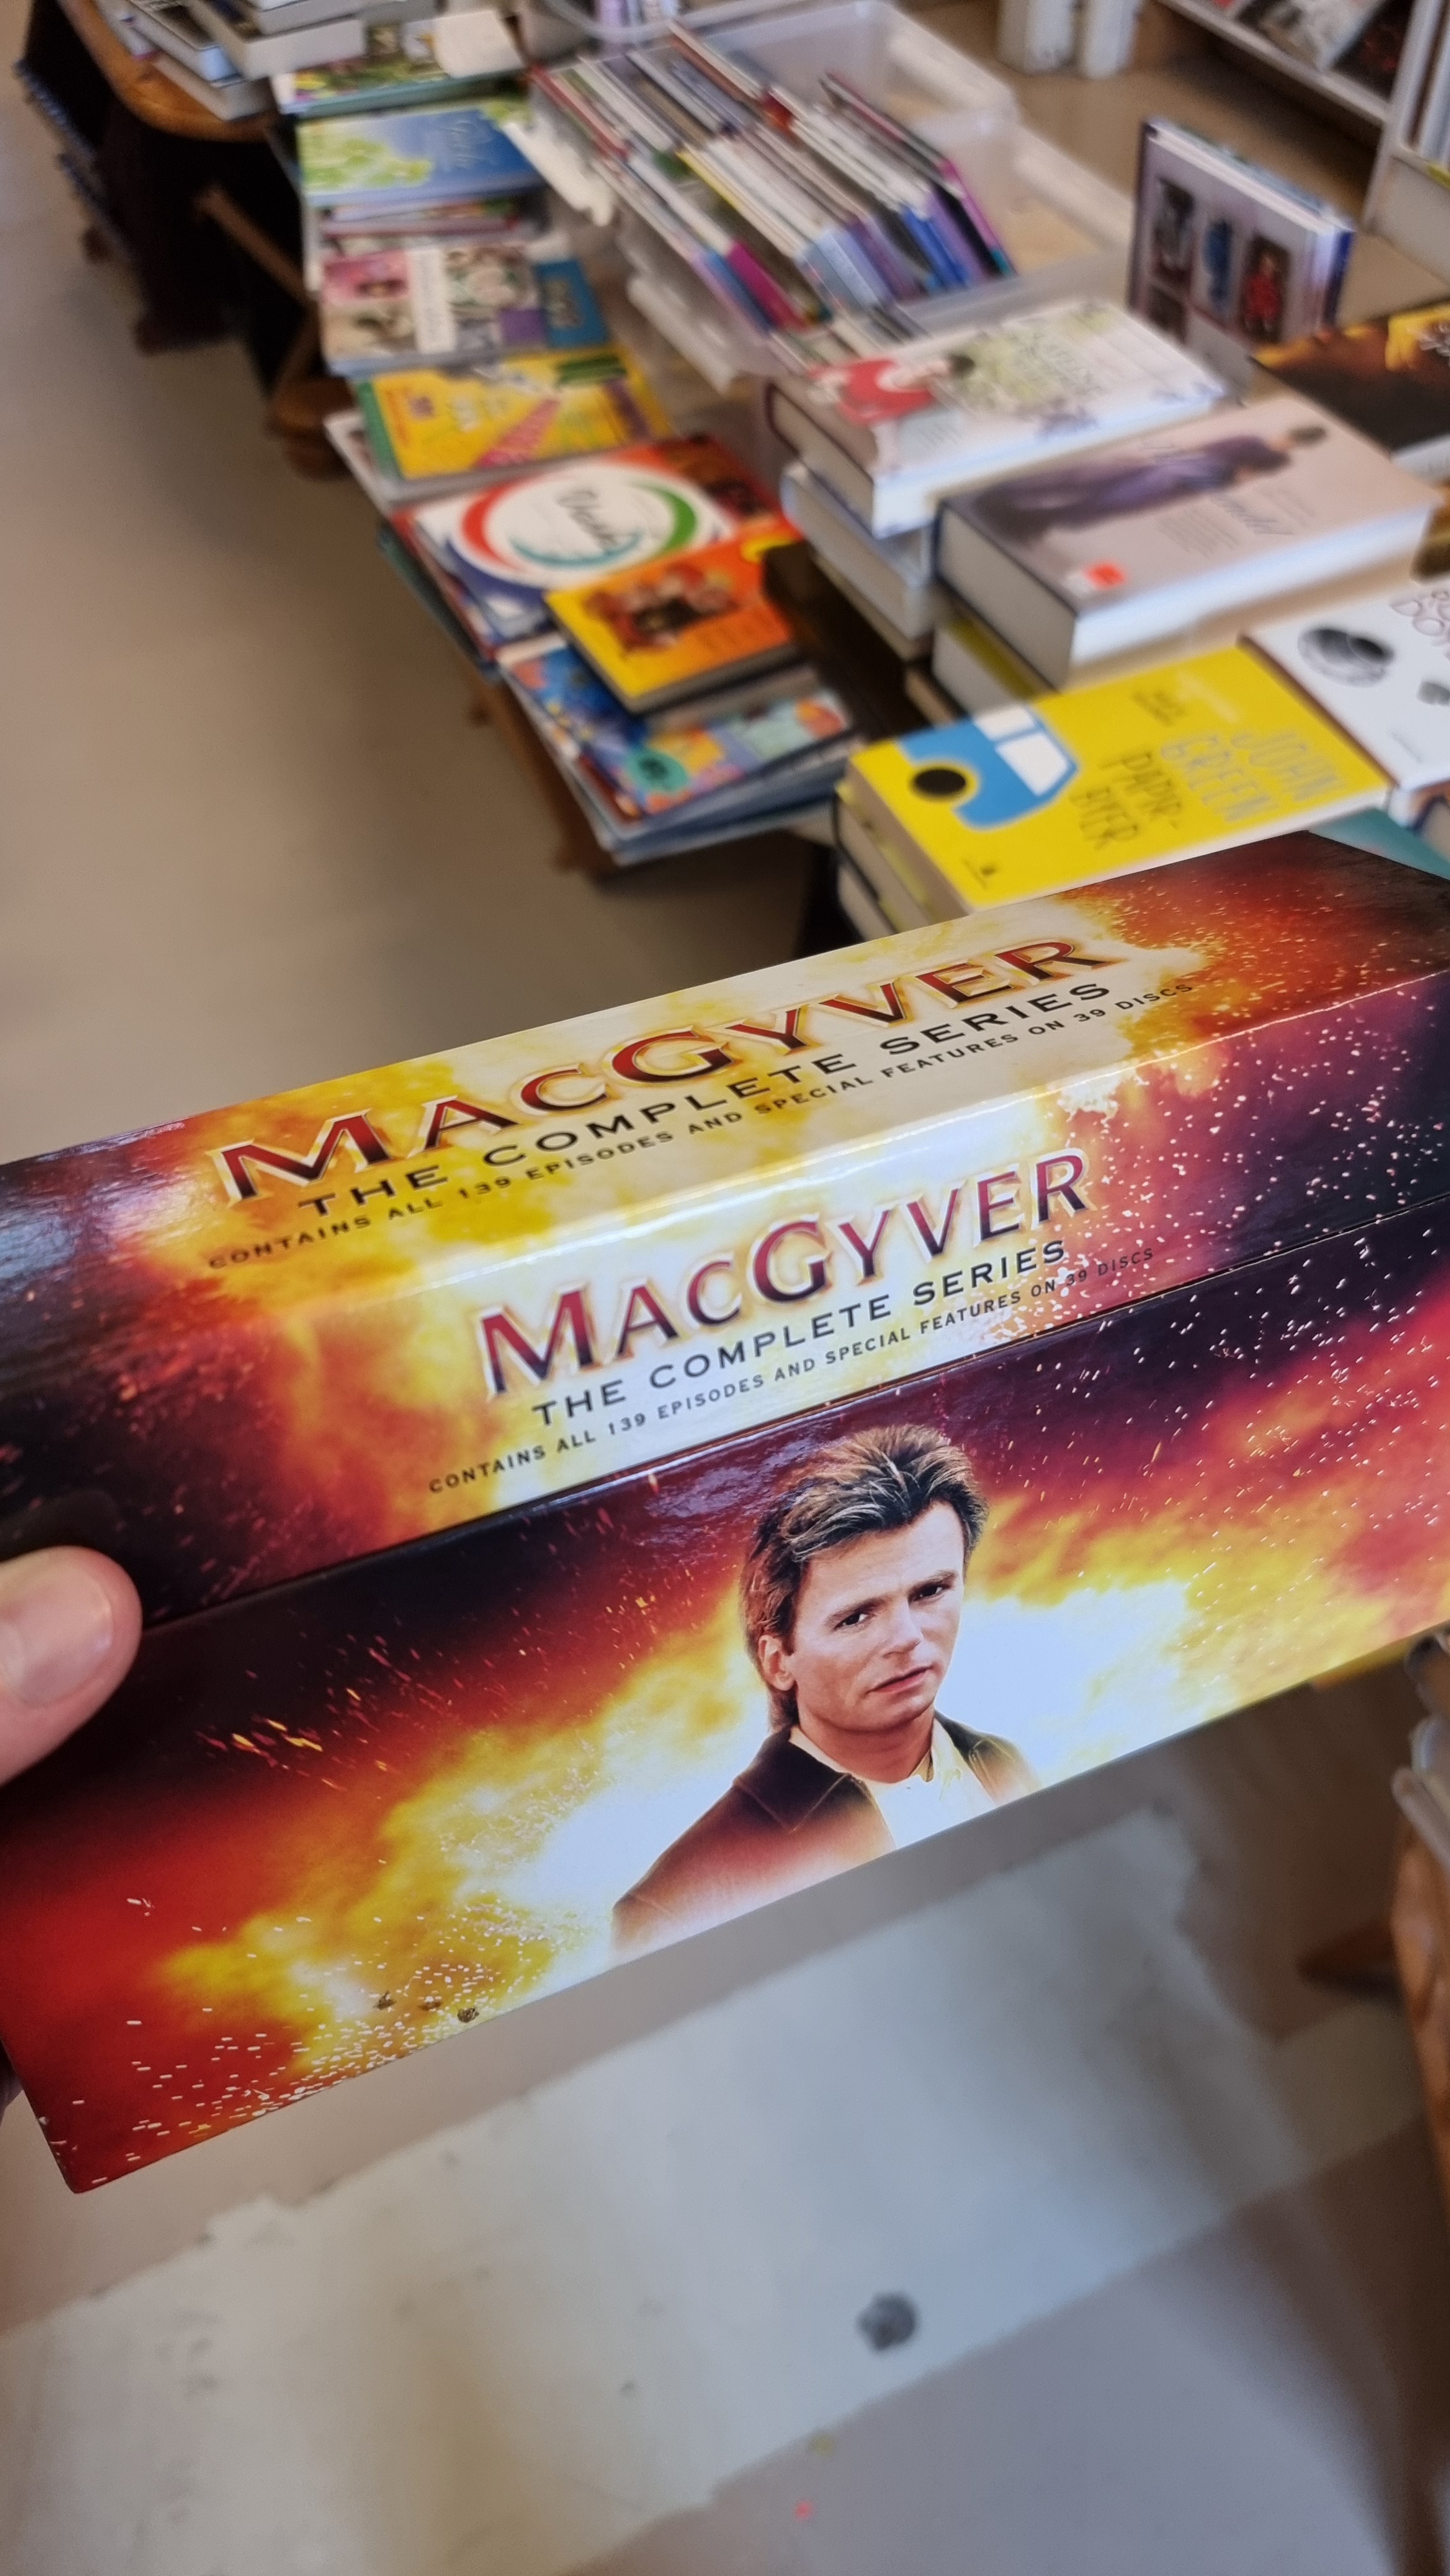 JOHN
GREEN
PAPIR-
BYER
MACGYVER
THE COMPLETE SERIES
CONTAINS ALL 139 EPISODES AND SPECIAL FEATURES ON 39 DISCS
MACGYVER
THE COMPLETE SERIES
CONTAINS ALL 139 EPISODES AND SPECIAL FEATURES ON 39 DISCS